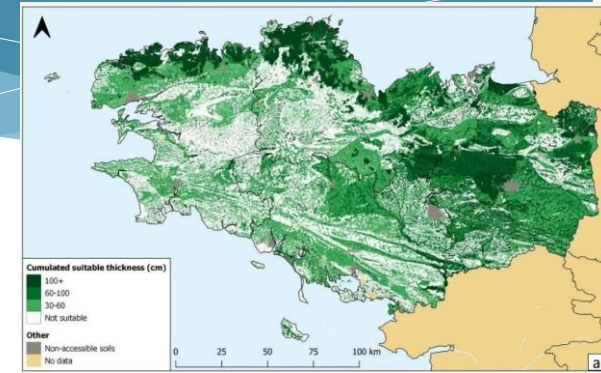 Cumulated suitable thickness (cm)
100+
60-100
30-60
Not suitable
Other
Non-accessible soils
No data
0 25 50 75 100 km
a